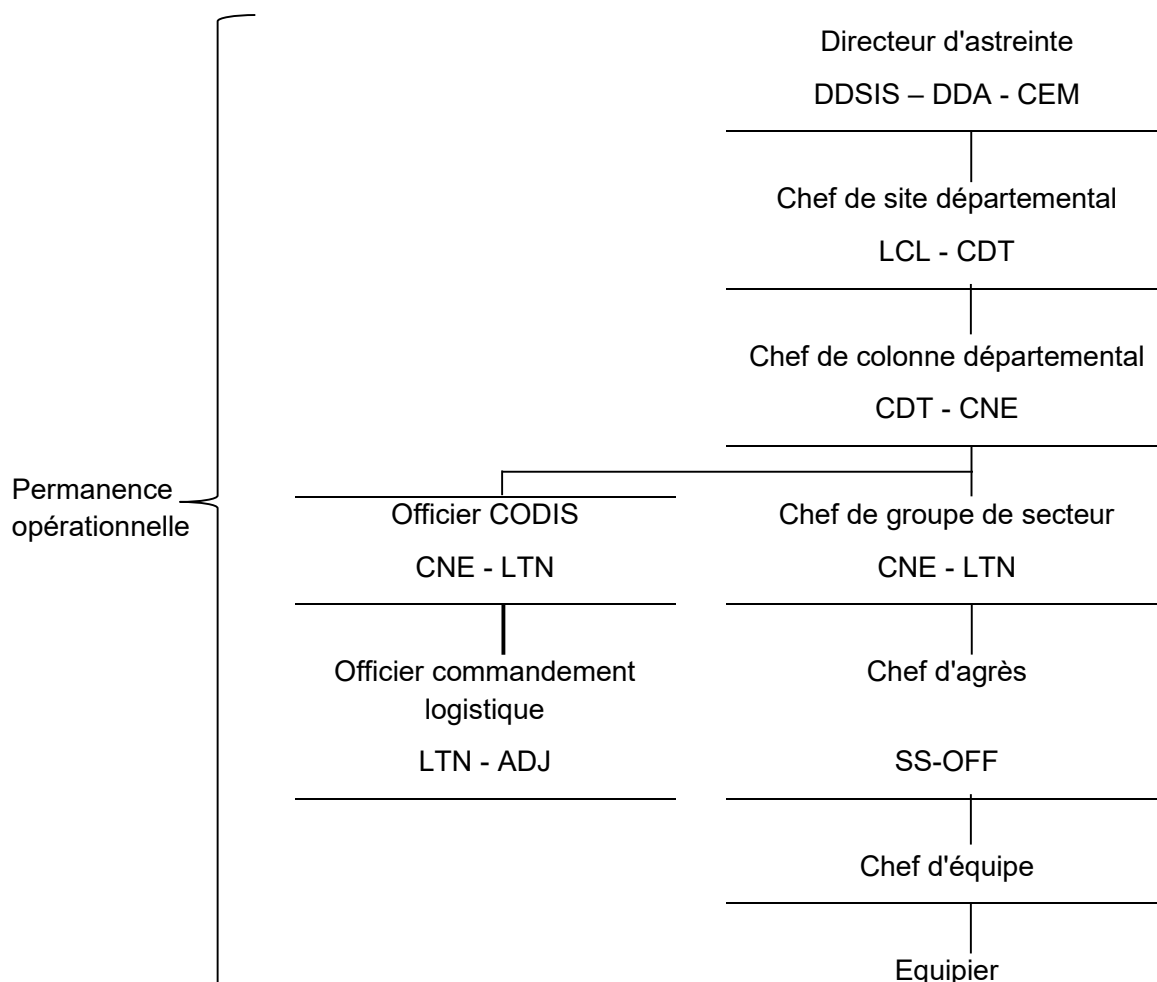 Directeur d'astreinte
DDSIS – DDA - CEM
Chef de site départemental
LCL - CDT
Chef de colonne départemental
CDT - CNE
Permanence
opérationnelle
Officier CODIS
CNE - LTN
Chef de groupe de secteur
CNE - LTN
Officier commandement
logistique
LTN - ADJ
Chef d'agrès
SS-OFF
Chef d'équipe
Equipier